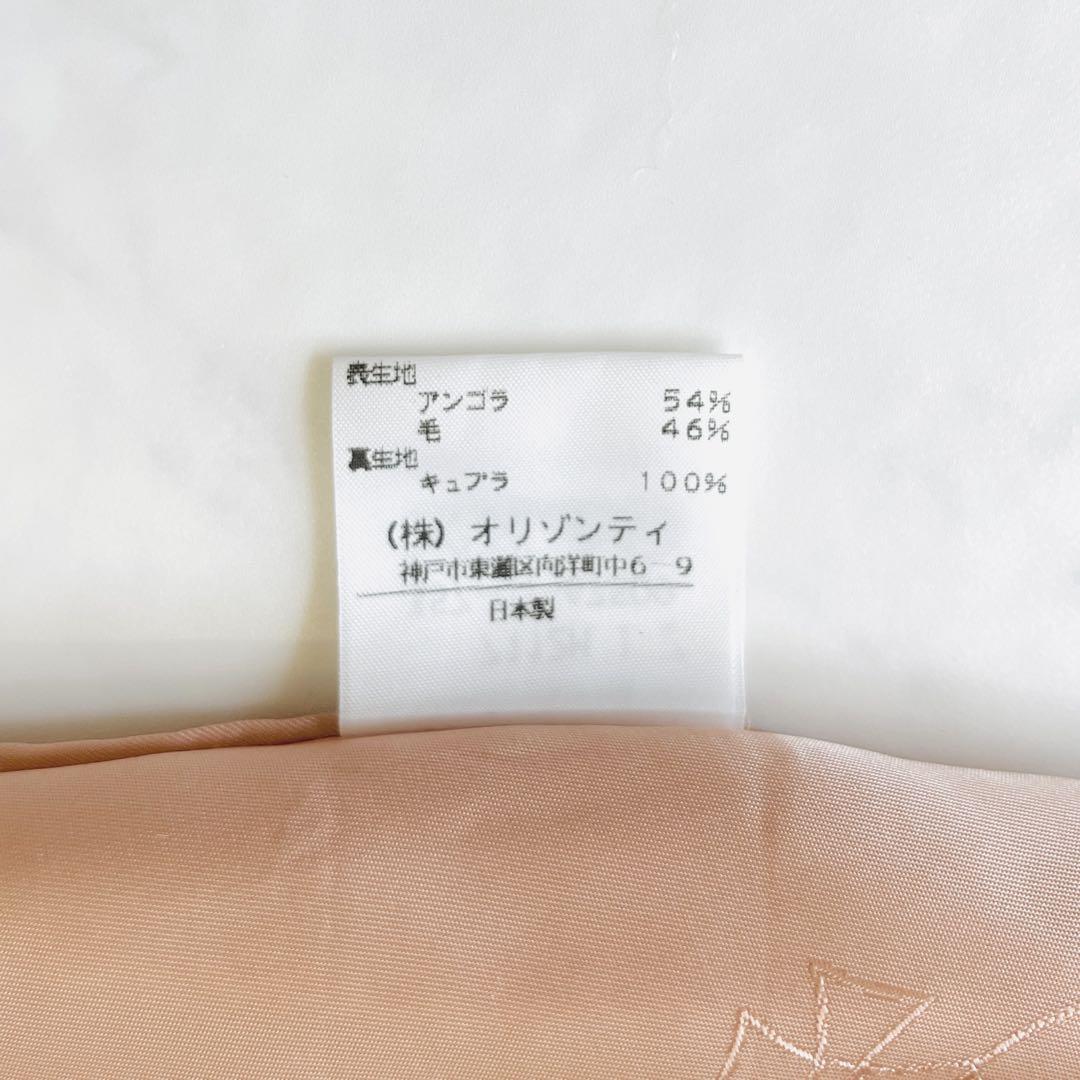 表生地
アンゴラ 54%
毛 46%
裏生地
キュプラ 100%
(株) オリゾンティ
神戸市東灘区向洋町中6 9
日本製